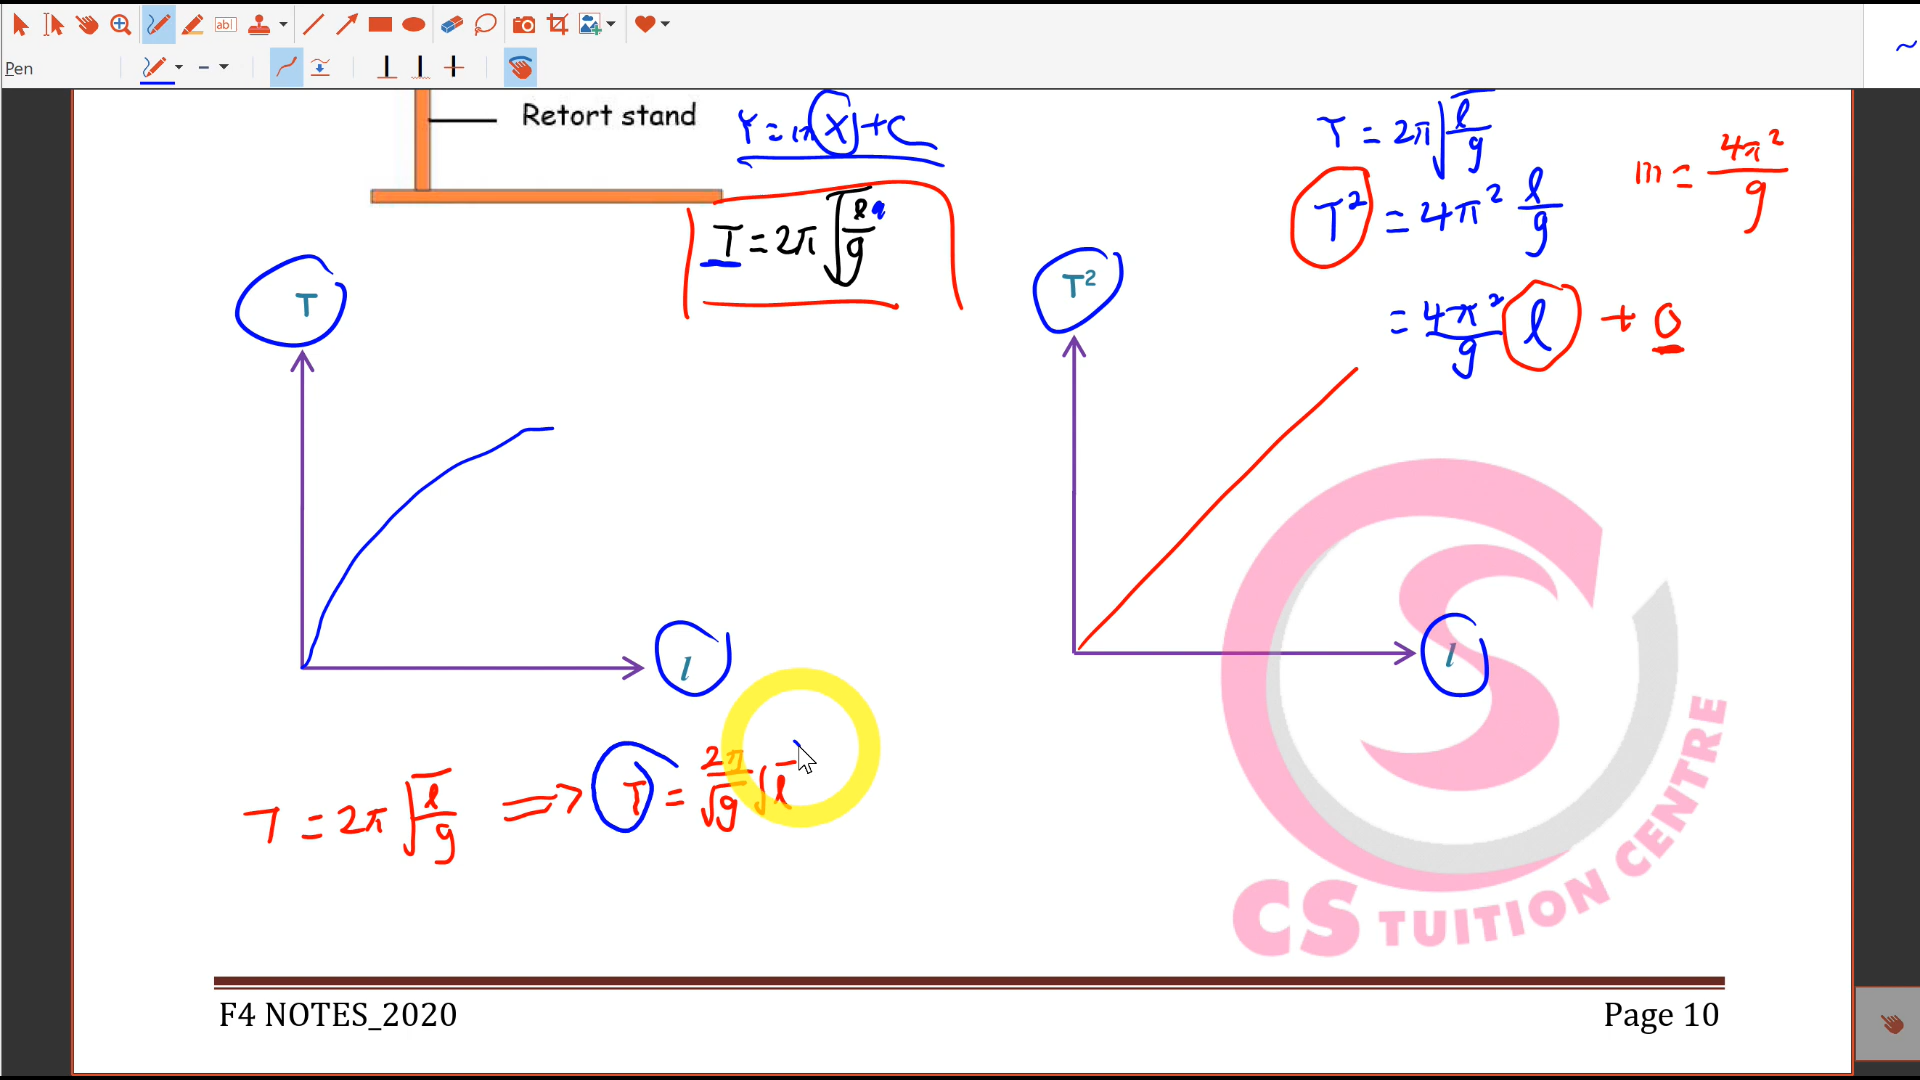 Pen
Retort stand
Y = mX + C
T = 2π√(l/g)
T = 2π√(l/g)
T² = 4π² l/g
= 4π²/g l + 0
m = 4π²/g
T
l
T²
l
T = 2π√(l/g) ⟹ T = 2π/√g √l
CS TUITION CENTRE
F4 NOTES_2020
Page 10